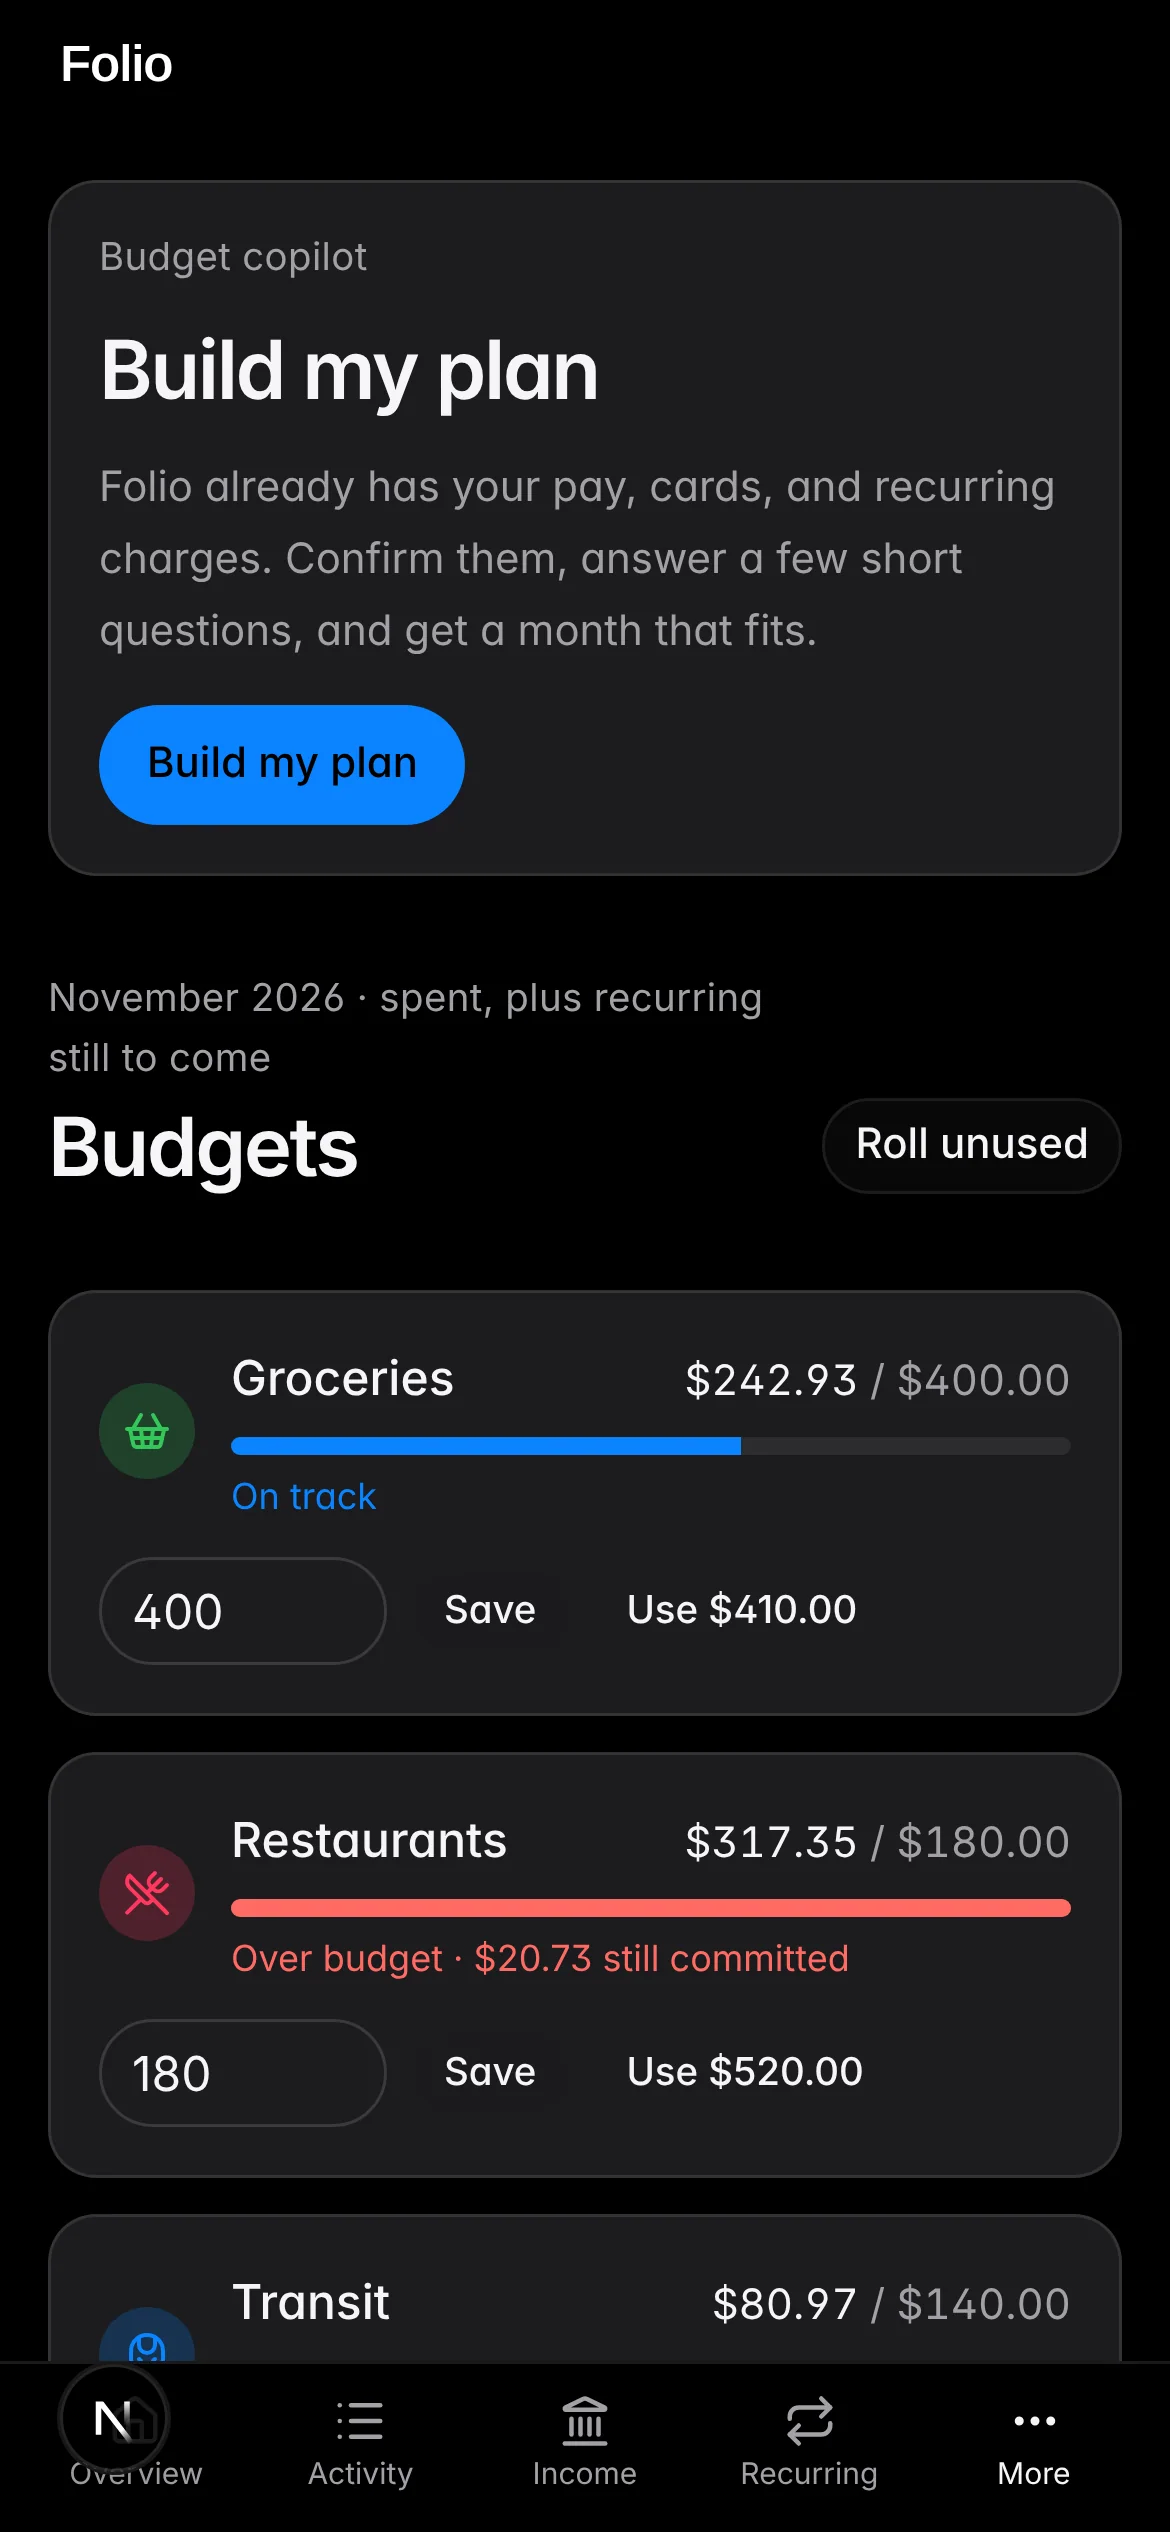 Folio
Budget copilot
Build my plan
Folio already has your pay, cards, and recurring
charges. Confirm them, answer a few short
questions, and get a month that fits.
Build my plan
November 2026 · spent, plus recurring
still to come
Budgets
Roll unused
Groceries
$242.93 / $400.00
On track
400
Save
Use $410.00
Restaurants
$317.35 / $180.00
Over budget · $20.73 still committed
180
Save
Use $520.00
Transit
$80.97 / $140.00
N
Overview
Activity
Income
Recurring
More